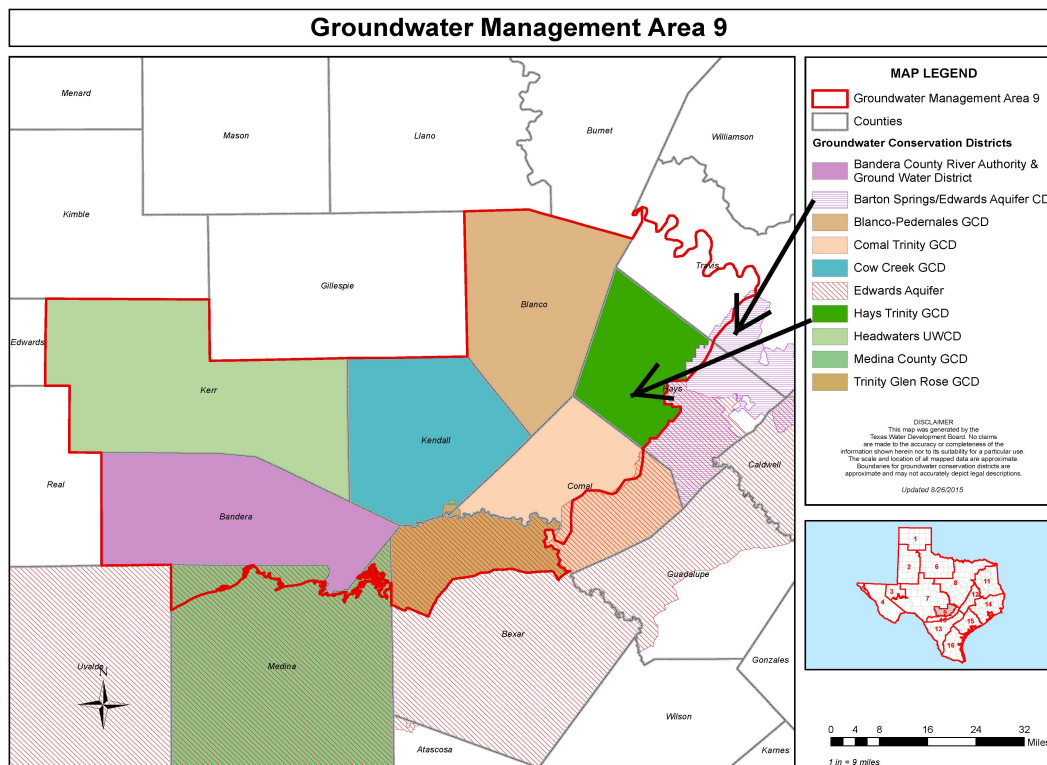 Groundwater Management Area 9
Menard
Mason
Llano
Burnet
Williamson
Kimble
Gillespie
Travis
Blanco
Edwards
Kerr
Hays
Kendall
Real
Comal
Caldwell
Bandera
Guadalupe
Bexar
Uvalde
Medina
Gonzales
Wilson
Atascosa
Karnes
N
MAP LEGEND
Groundwater Management Area 9
Counties
Groundwater Conservation Districts
Bandera County River Authority &
Ground Water District
Barton Springs/Edwards Aquifer CD
Blanco-Pedernales GCD
Comal Trinity GCD
Cow Creek GCD
Edwards Aquifer
Hays Trinity GCD
Headwaters UWCD
Medina County GCD
Trinity Glen Rose GCD
DISCLAIMER
This map was generated by the
Texas Water Development Board. No claims
are made to the accuracy or completeness of the
information shown herein nor to its suitability for a particular use.
The scale and location of all mapped data are approximate.
Boundaries for groundwater conservation districts are
approximate and may not accurately depict legal descriptions.
Updated 8/26/2015
1
2
6
8
11
3
7
12
4
14
9
10
13
15
16
0 4 8 16 24 32
Miles
1 in = 9 miles